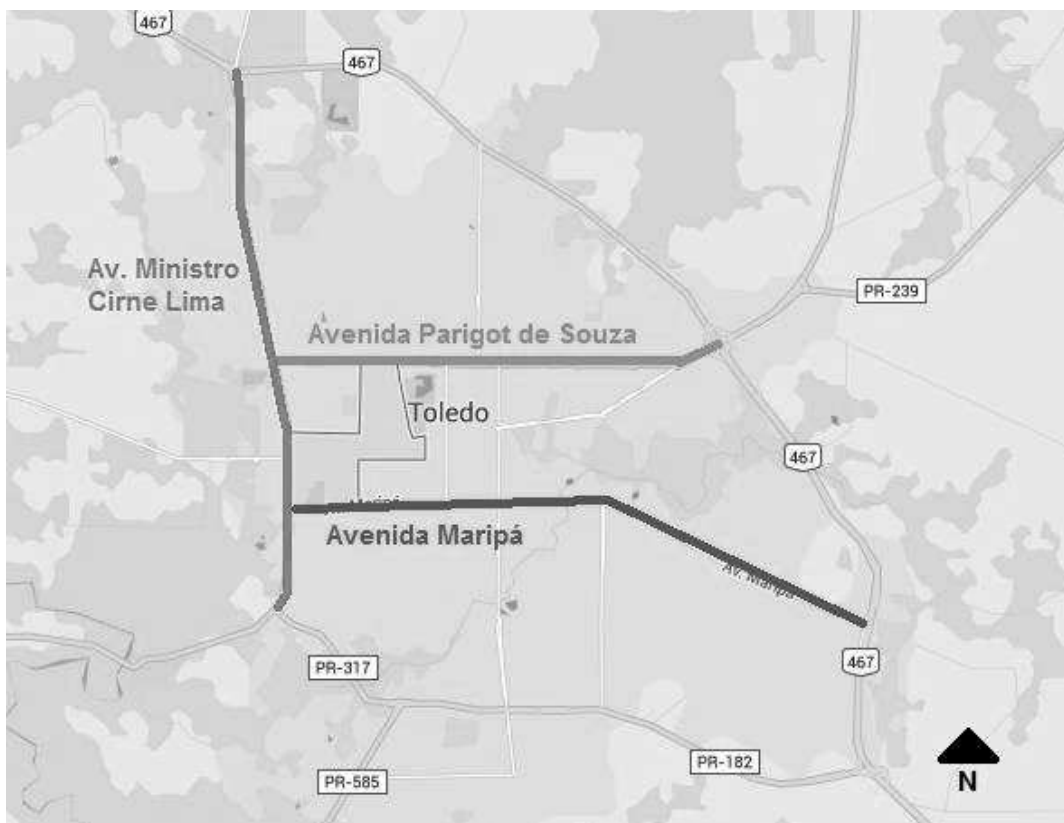 467
467
Av. Ministro
Cirne Lima
PR-239
Avenida Parigot de Souza
Toledo
467
Maripá
Avenida Maripá
Av. Maripá
467
PR-317
PR-182
PR-585
N